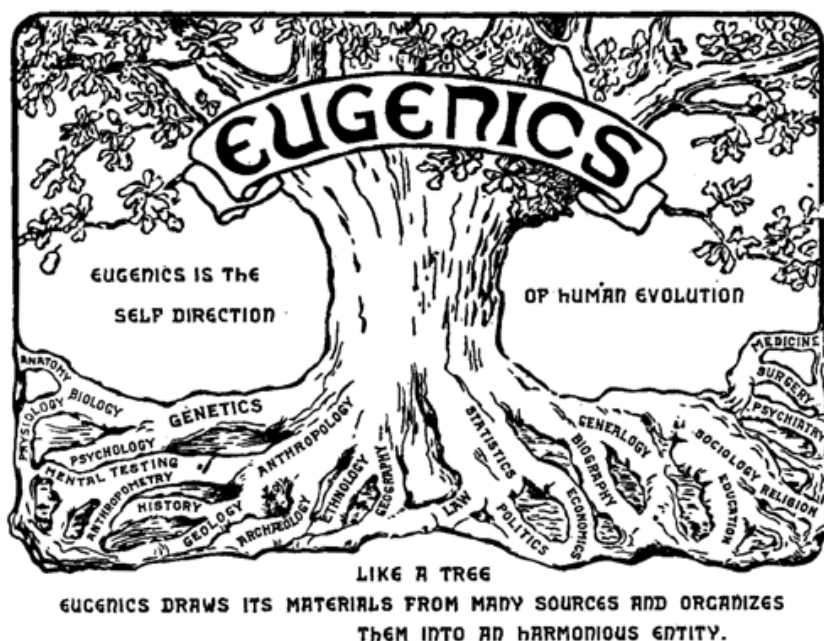 EUGENICS
EUGENICS IS THE
SELF DIRECTION
OF HUMAN EVOLUTION
ANATOMY
PHYSIOLOGY
BIOLOGY
GENETICS
PSYCHOLOGY
MENTAL TESTING
ANTHROPOMETRY
HISTORY
GEOLOGY
ANTHROPOLOGY
ARCHÆOLOGY
ETHNOLOGY
GEOGRAPHY
LAW
STATISTICS
POLITICS
ECONOMICS
BIOGRAPHY
GENEALOGY
EDUCATION
SOCIOLOGY
RELIGION
PSYCHIATRY
SURGERY
MEDICINE
LIKE A TREE
EUGENICS DRAWS ITS MATERIALS FROM MANY SOURCES AND ORGANIZES
THEM INTO AN HARMONIOUS ENTITY.